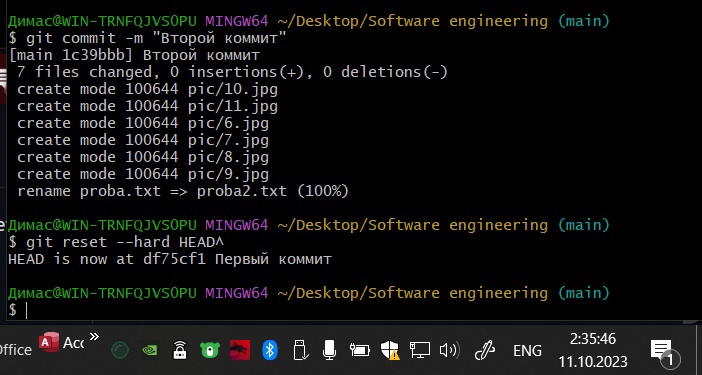 Димас@WIN-TRNFQJVS0PU MINGW64 ~/Desktop/Software engineering (main)
$ git commit -m "Второй коммит"
[main 1c39bbb] Второй коммит
7 files changed, 0 insertions(+), 0 deletions(-)
create mode 100644 pic/10.jpg
create mode 100644 pic/11.jpg
create mode 100644 pic/6.jpg
create mode 100644 pic/7.jpg
create mode 100644 pic/8.jpg
create mode 100644 pic/9.jpg
rename proba.txt => proba2.txt (100%)
Димас@WIN-TRNFQJVS0PU MINGW64 ~/Desktop/Software engineering (main)
$ git reset --hard HEAD^
HEAD is now at df75cf1 Первый коммит
Димас@WIN-TRNFQJVS0PU MINGW64 ~/Desktop/Software engineering (main)
$
Office
Acc
»
ENG
2:35:46
11.10.2023
1